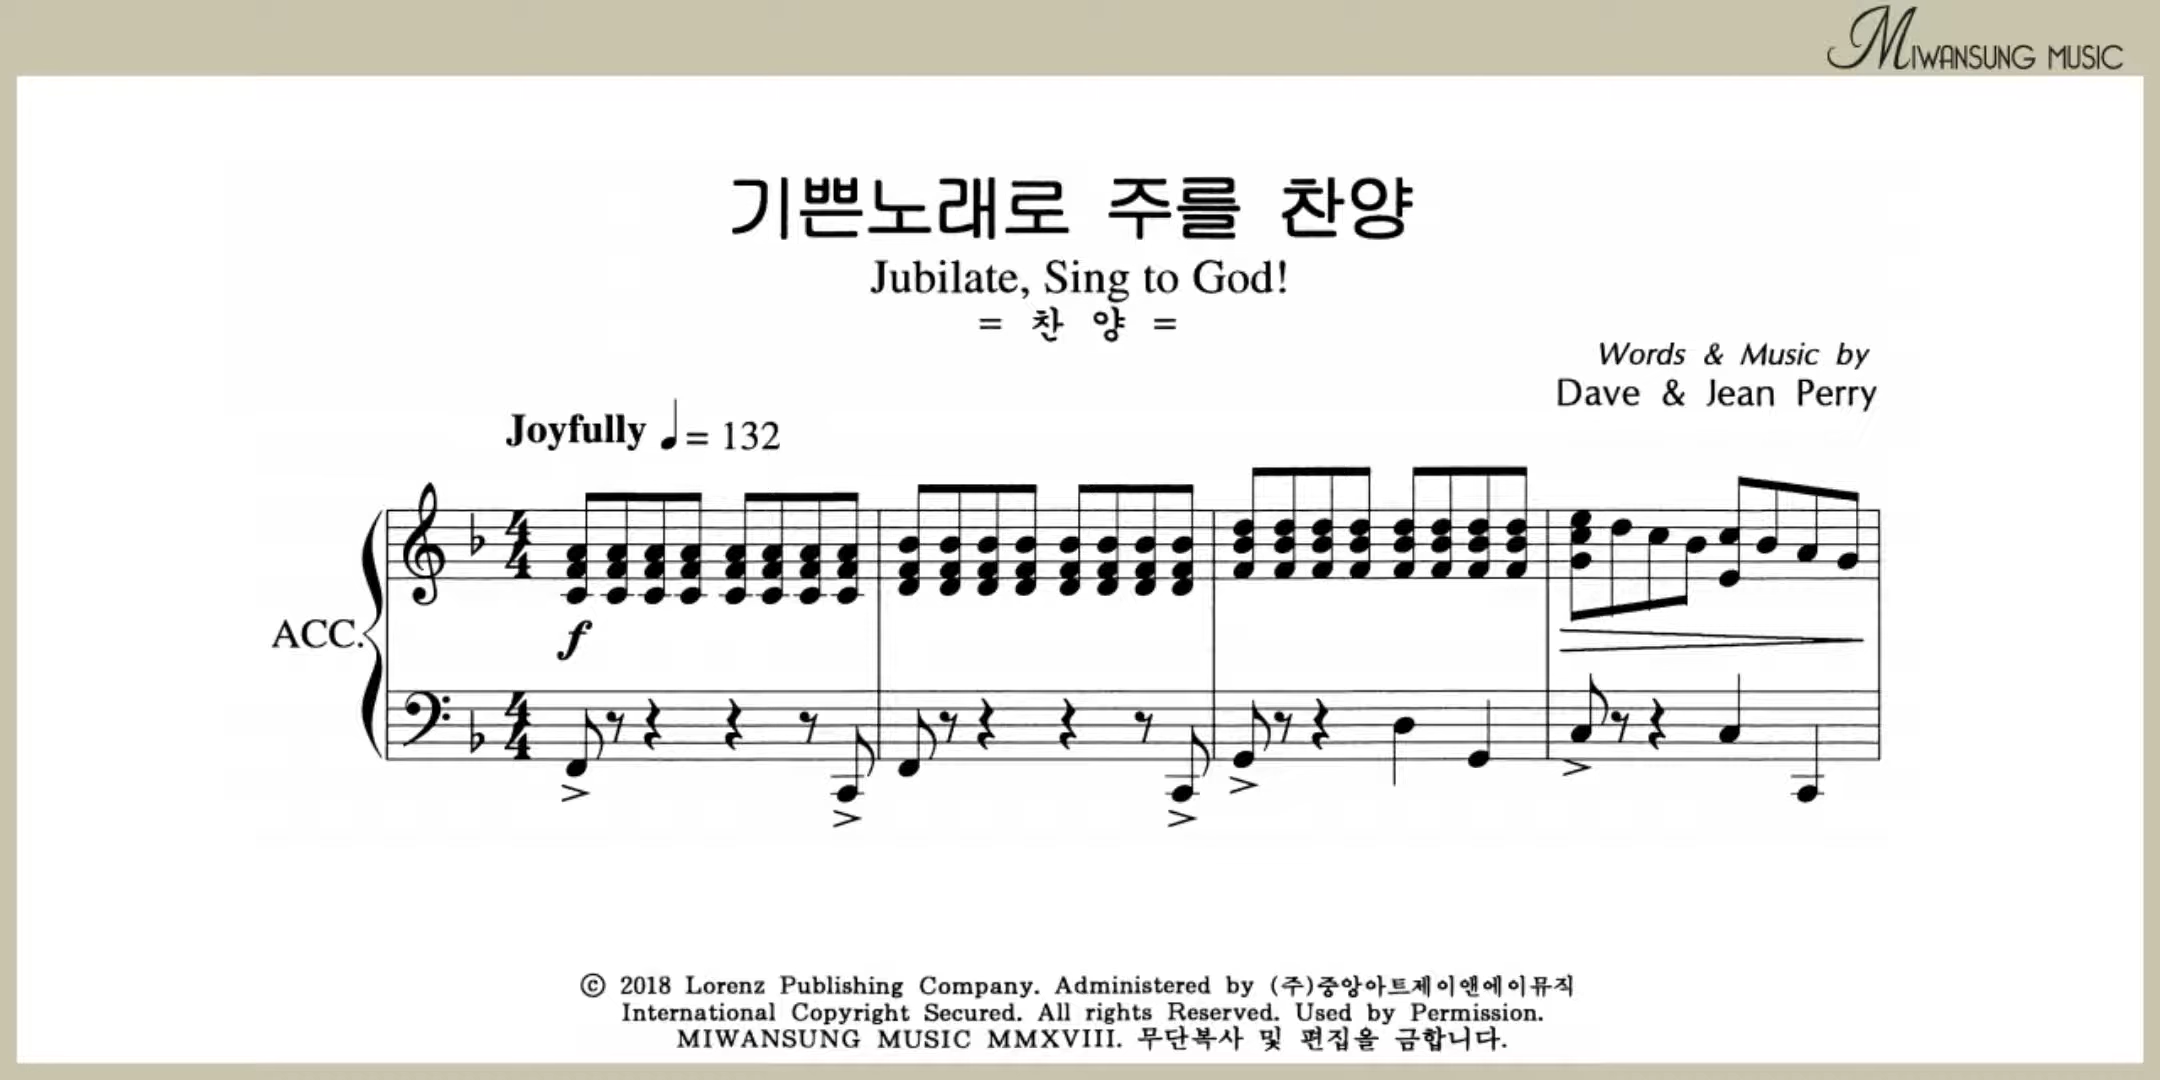 MIWANSUNG MUSIC
기쁜노래로 주를 찬양
Jubilate, Sing to God!
= 찬 양 =
Words & Music by
Dave & Jean Perry
Joyfully ♩= 132
ACC.
f
© 2018 Lorenz Publishing Company. Administered by (주)중앙아트제이앤에이뮤직
International Copyright Secured. All rights Reserved. Used by Permission.
MIWANSUNG MUSIC MMXVIII. 무단복사 및 편집을 금합니다.